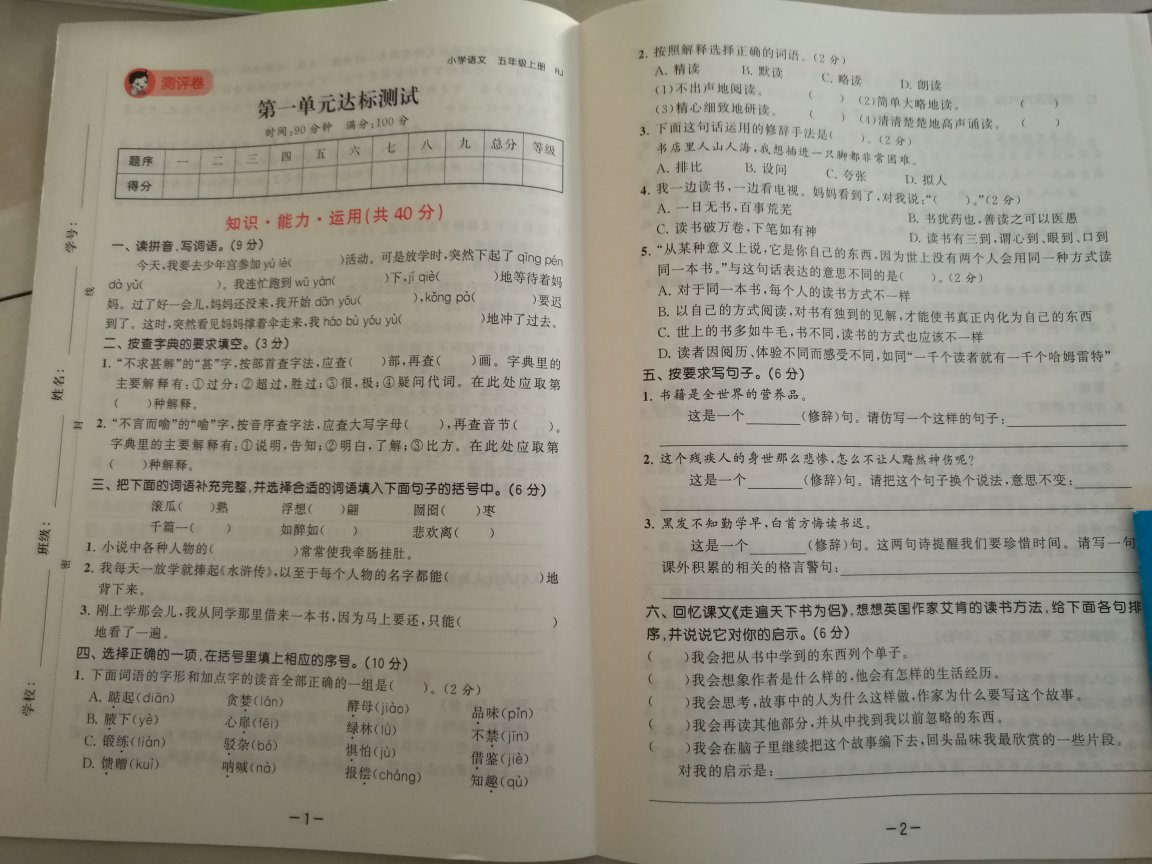 小学语文 五年级上册 RJ
测评卷
第一单元达标测试
时间:90分钟 满分:100分
题序 一 二 三 四 五 六 七 八 九 总分 等级
得分
知识·能力·运用(共40分)
一、读拼音,写词语。(9分)
今天,我要去少年宫参加yú lè( )活动。可是放学时,突然下起了qīng pén
dà yǔ( )。我连忙跑到wū yán( )下,jí qiè( )地等待着妈
妈。过了好一会儿,妈妈还没来,我开始dān yōu( ),kǒng pà( )要迟
到了。这时,突然看见妈妈撑着伞走来,我háo bù yóu yù( )地冲了过去。
二、按查字典的要求填空。(3分)
1. “不求甚解”的“甚”字,按部首查字法,应查( )部,再查( )画。字典里的
主要解释有:①过分;②超过,胜过;③很,极;④疑问代词。在此处应取第
( )种解释。
2. “不言而喻”的“喻”字,按音序查字法,应查大写字母( ),再查音节( )。
字典里的主要解释有:①说明,告知;②明白,了解;③比方。在此处应取第
( )种解释。
三、把下面的词语补充完整,并选择合适的词语填入下面句子的括号中。(6分)
滚瓜( )熟 浮想( )翩 囫囵( )枣
千篇一( ) 如醉如( ) 悲欢离( )
1. 小说中各种人物的( )常常使我牵肠挂肚。
2. 我每天一放学就捧起《水浒传》,以至于每个人物的名字都能( )地
背下来。
3. 刚上学那会儿,我从同学那里借来一本书,因为马上要还,只能( )
地看了一遍。
四、选择正确的一项,在括号里填上相应的序号。(10分)
1. 下面词语的字形和加点字的读音全部正确的一组是( )。(2分)
A. 踮起(diān) 贪婪(lán) 酵母(jiào) 品味(pǐn)
B. 腋下(yè) 心扉(fēi) 绿林(lǜ) 不禁(jīn)
C. 锻练(liàn) 驳杂(bó) 惧怕(jù) 借鉴(jiè)
D. 馈赠(kuì) 呐喊(nà) 报偿(cháng) 知趣(qù)
—1—
学号:
姓名:
班级:
学校:
线
封
密
2. 按照解释选择正确的词语。(2分)
A. 精读 B. 默读 C. 略读 D. 朗读
(1)不出声地阅读。 ( ) (2)简单大略地读。 ( )
(3)精心细致地研读。 ( ) (4)清清楚楚地高声诵读。 ( )
3. 下面这句话运用的修辞手法是( )。(2分)
书店里人山人海,我想插进一只脚都非常困难。
A. 排比 B. 设问 C. 夸张 D. 拟人
4. 我一边读书,一边看电视。妈妈看到了,对我说:“( )。”(2分)
A. 一日无书,百事荒芜 B. 书犹药也,善读之可以医愚
C. 读书破万卷,下笔如有神 D. 读书有三到,谓心到、眼到、口到
5. “从某种意义上说,它是你自己的东西,因为世上没有两个人会用同一种方式读
同一本书。”与这句话表达的意思不同的是( )。(2分)
A. 对于同一本书,每个人的读书方式不一样
B. 以自己的方式阅读,对书有独到的见解,才能使书真正内化为自己的东西
C. 世上的书多如牛毛,书不同,读书的方式也应该不一样
D. 读者因阅历、体验不同而感受不同,如同“一千个读者就有一千个哈姆雷特”
五、按要求写句子。(6分)
1. 书籍是全世界的营养品。
这是一个____(修辞)句。请仿写一个这样的句子:____
2. 这个残疾人的身世那么悲惨,怎么不让人黯然神伤呢?
这是一个____(修辞)句。请把这个句子换个说法,意思不变:____
3. 黑发不知勤学早,白首方悔读书迟。
这是一个____(修辞)句。这两句诗提醒我们要珍惜时间。请写一句
课外积累的相关的格言警句:____
六、回忆课文《走遍天下书为侣》,想想英国作家艾肯的读书方法,给下面各句排
序,并说说它对你的启示。(6分)
( )我会把从书中学到的东西列个单子。
( )我会想象作者是什么样的,他会有怎样的生活经历。
( )我会思考,故事中的人为什么这样做,作家为什么要写这个故事。
( )我会再读其他部分,并从中找到我以前忽略的东西。
( )我会在脑子里继续把这个故事编下去,回头品味我最欣赏的一些片段。
对我的启示是:____
—2—